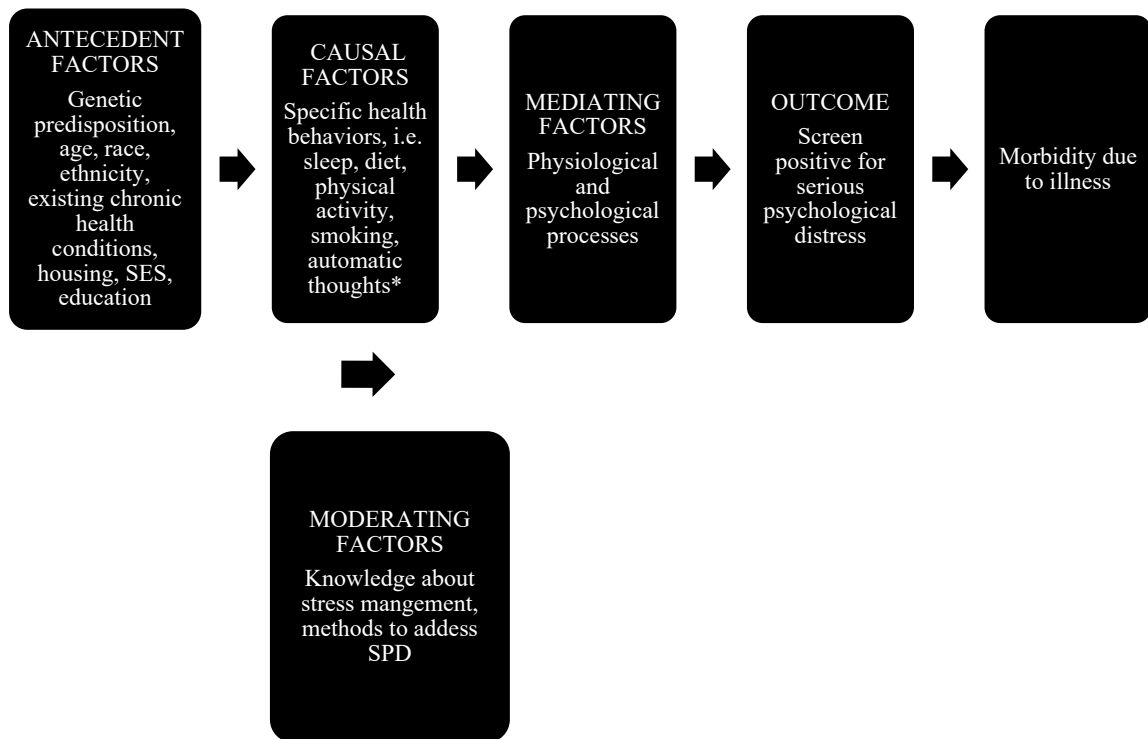 ANTECEDENT
FACTORS
Genetic
predisposition,
age, race,
ethnicity,
existing chronic
health
conditions,
housing, SES,
education
CAUSAL
FACTORS
Specific health
behaviors, i.e.
sleep, diet,
physical
activity,
smoking,
automatic
thoughts*
MEDIATING
FACTORS
Physiological
and
psychological
processes
OUTCOME
Screen
positive for
serious
psychological
distress
Morbidity due
to illness
MODERATING
FACTORS
Knowledge about
stress mangement,
methods to addess
SPD